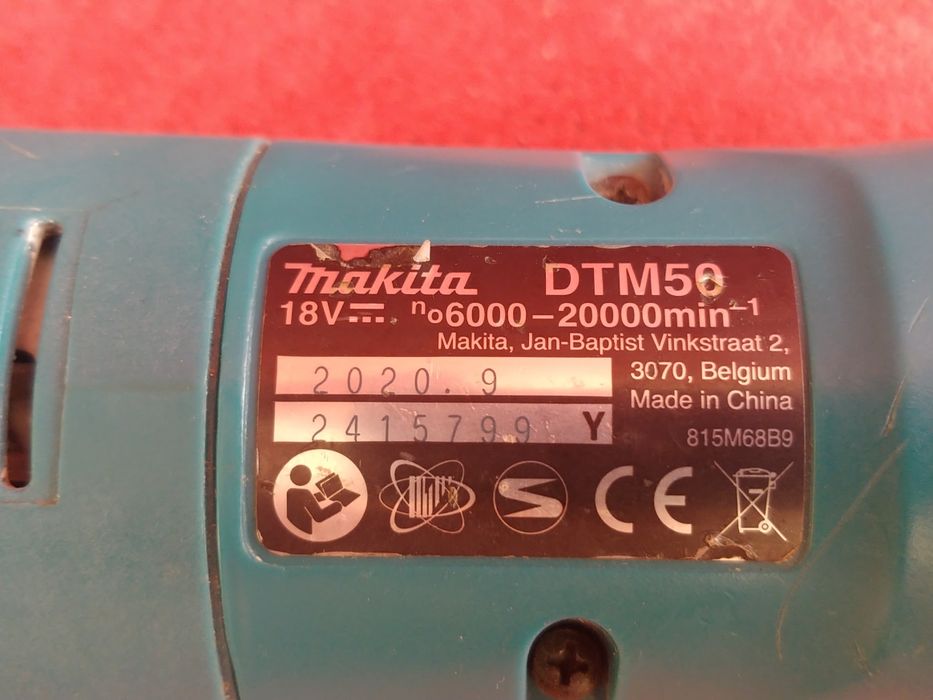 makita DTM50
18V⎓ no6000–20000min-1
Makita, Jan-Baptist Vinkstraat 2,
3070, Belgium
Made in China
2020.9
2415799 Y
815M68B9
CE